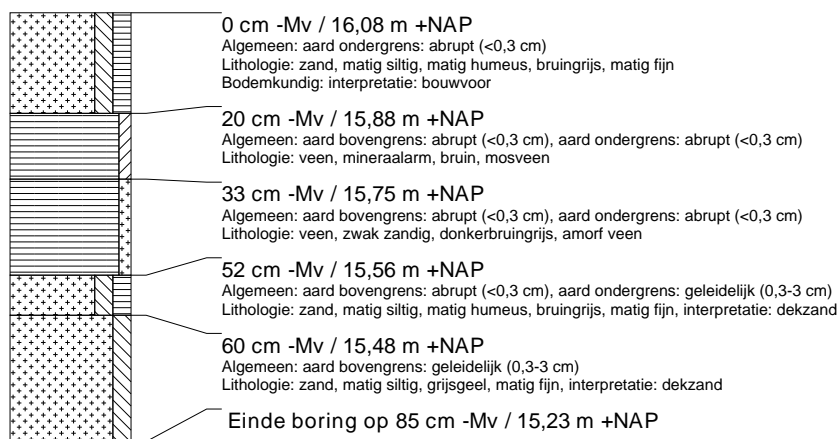 0 cm -Mv / 16,08 m +NAP
Algemeen: aard ondergrens: abrupt (<0,3 cm)
Lithologie: zand, matig siltig, matig humeus, bruingrijs, matig fijn
Bodemkundig: interpretatie: bouwvoor
20 cm -Mv / 15,88 m +NAP
Algemeen: aard bovengrens: abrupt (<0,3 cm), aard ondergrens: abrupt (<0,3 cm)
Lithologie: veen, mineraalarm, bruin, mosveen
33 cm -Mv / 15,75 m +NAP
Algemeen: aard bovengrens: abrupt (<0,3 cm), aard ondergrens: abrupt (<0,3 cm)
Lithologie: veen, zwak zandig, donkerbruingrijs, amorf veen
52 cm -Mv / 15,56 m +NAP
Algemeen: aard bovengrens: abrupt (<0,3 cm), aard ondergrens: geleidelijk (0,3-3 cm)
Lithologie: zand, matig siltig, matig humeus, bruingrijs, matig fijn, interpretatie: dekzand
60 cm -Mv / 15,48 m +NAP
Algemeen: aard bovengrens: geleidelijk (0,3-3 cm)
Lithologie: zand, matig siltig, grijsgeel, matig fijn, interpretatie: dekzand
Einde boring op 85 cm -Mv / 15,23 m +NAP